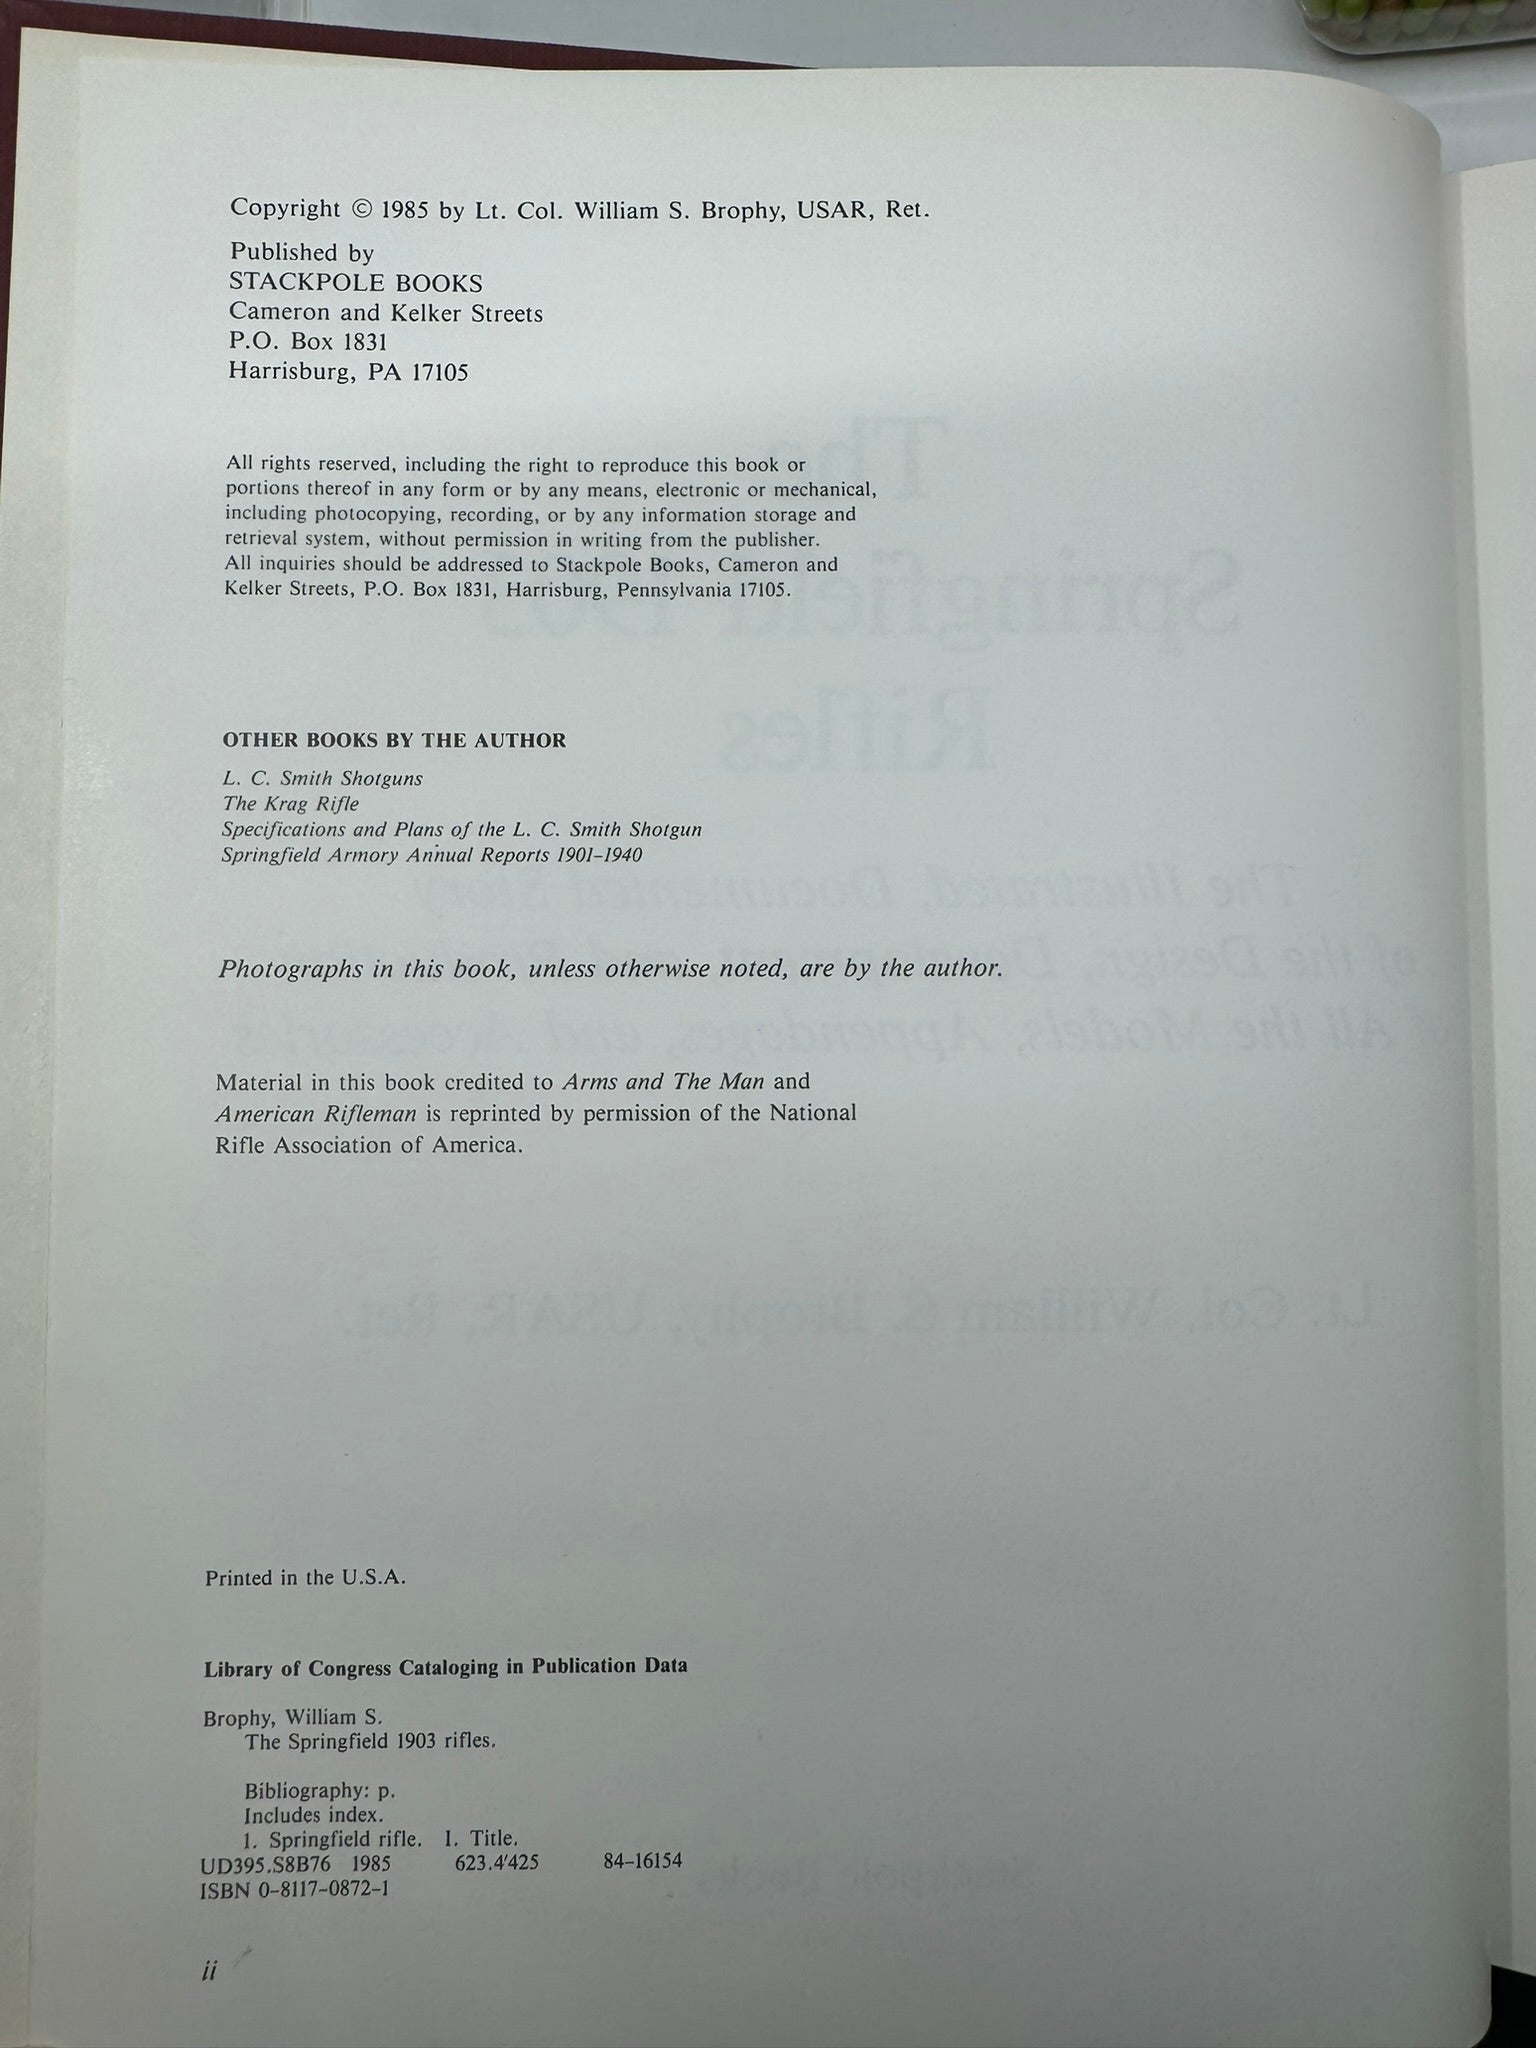 Copyright © 1985 by Lt. Col. William S. Brophy, USAR, Ret.
Published by
STACKPOLE BOOKS
Cameron and Kelker Streets
P.O. Box 1831
Harrisburg, PA 17105
All rights reserved, including the right to reproduce this book or
portions thereof in any form or by any means, electronic or mechanical,
including photocopying, recording, or by any information storage and
retrieval system, without permission in writing from the publisher.
All inquiries should be addressed to Stackpole Books, Cameron and
Kelker Streets, P.O. Box 1831, Harrisburg, Pennsylvania 17105.
OTHER BOOKS BY THE AUTHOR
L. C. Smith Shotguns
The Krag Rifle
Specifications and Plans of the L. C. Smith Shotgun
Springfield Armory Annual Reports 1901–1940
Photographs in this book, unless otherwise noted, are by the author.
Material in this book credited to Arms and The Man and
American Rifleman is reprinted by permission of the National
Rifle Association of America.
Printed in the U.S.A.
Library of Congress Cataloging in Publication Data
Brophy, William S.
The Springfield 1903 rifles.
Bibliography: p.
Includes index.
1. Springfield rifle. I. Title.
UD395.S8B76 1985 623.4'425 84-16154
ISBN 0-8117-0872-1
ii